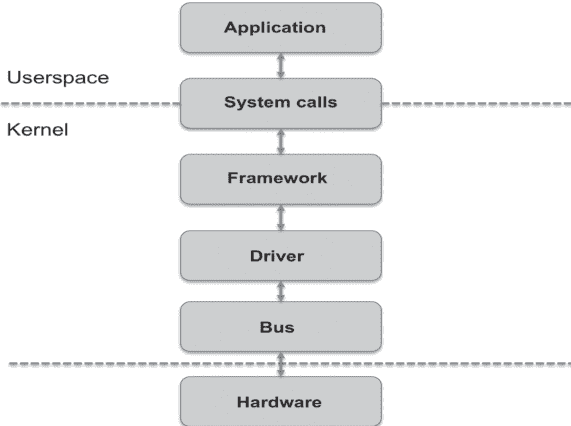 Application
Userspace
System calls
Kernel
Framework
Driver
Bus
Hardware